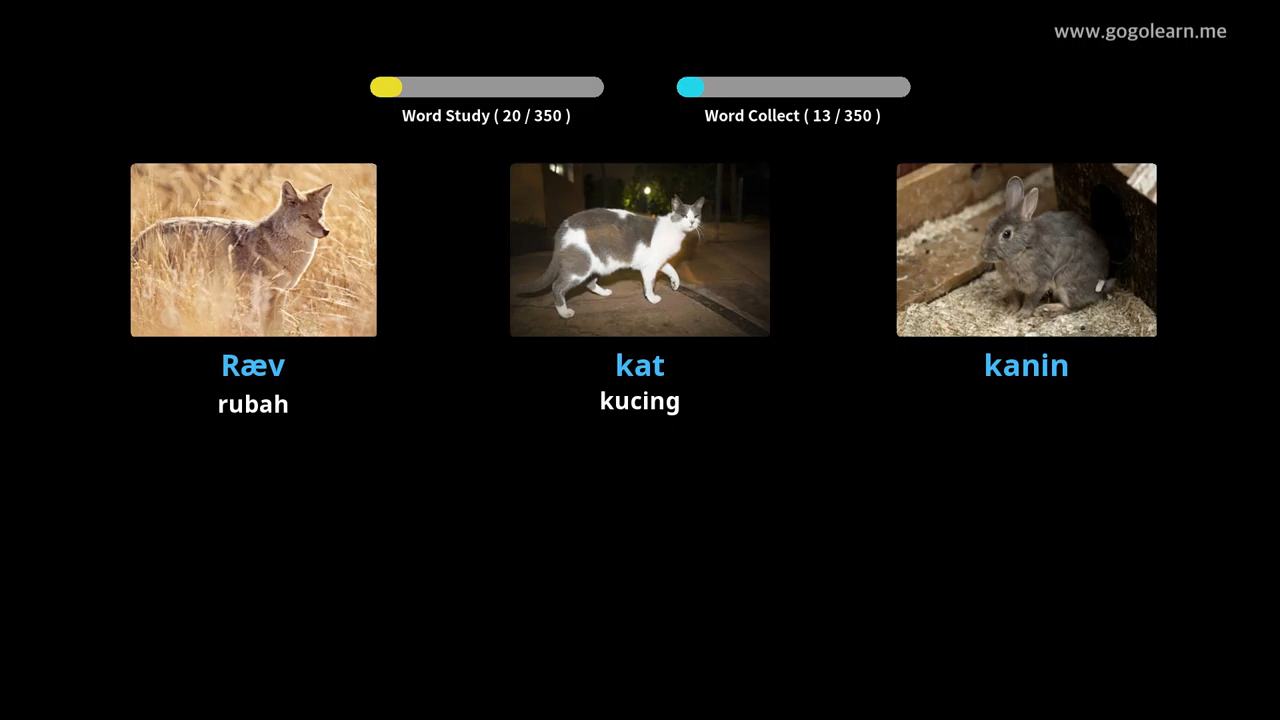 www.gogolearn.me
Word Study ( 20 / 350 )
Word Collect ( 13 / 350 )
Ræv
kat
kanin
rubah
kucing